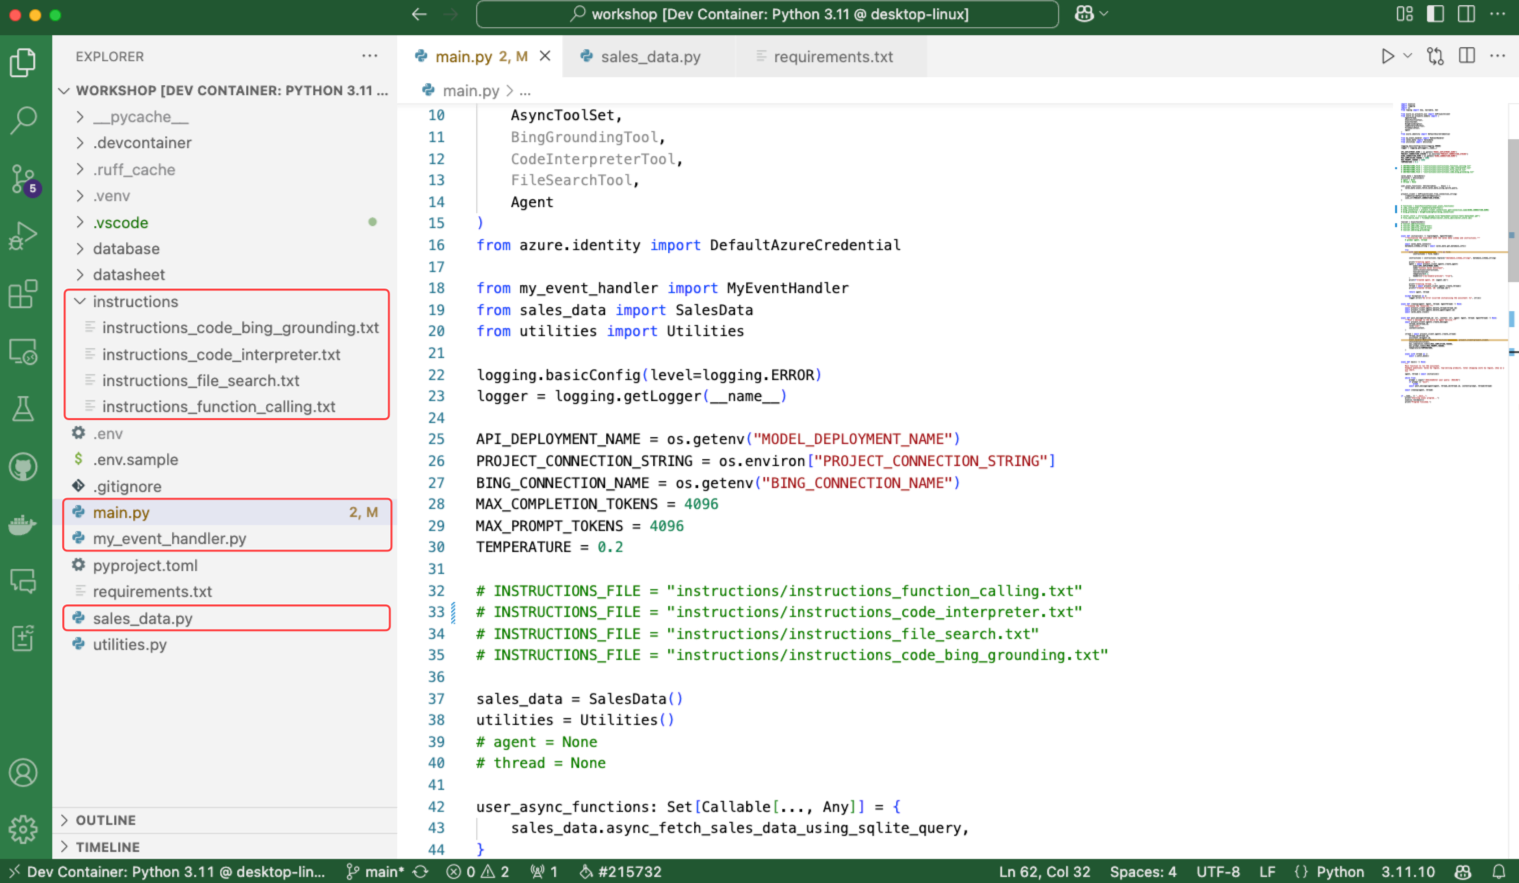 workshop [Dev Container: Python 3.11 @ desktop-linux]
EXPLORER
WORKSHOP [DEV CONTAINER: PYTHON 3.11 ...
__pycache__
.devcontainer
.ruff_cache
.venv
.vscode
database
datasheet
instructions
instructions_code_bing_grounding.txt
instructions_code_interpreter.txt
instructions_file_search.txt
instructions_function_calling.txt
.env
.env.sample
.gitignore
main.py 2, M
my_event_handler.py
pyproject.toml
requirements.txt
sales_data.py
utilities.py
OUTLINE
TIMELINE
5
main.py 2, M
sales_data.py
requirements.txt
main.py > ...
10 AsyncToolSet,
11 BingGroundingTool,
12 CodeInterpreterTool,
13 FileSearchTool,
14 Agent
15 )
16 from azure.identity import DefaultAzureCredential
17
18 from my_event_handler import MyEventHandler
19 from sales_data import SalesData
20 from utilities import Utilities
21
22 logging.basicConfig(level=logging.ERROR)
23 logger = logging.getLogger(__name__)
24
25 API_DEPLOYMENT_NAME = os.getenv("MODEL_DEPLOYMENT_NAME")
26 PROJECT_CONNECTION_STRING = os.environ["PROJECT_CONNECTION_STRING"]
27 BING_CONNECTION_NAME = os.getenv("BING_CONNECTION_NAME")
28 MAX_COMPLETION_TOKENS = 4096
29 MAX_PROMPT_TOKENS = 4096
30 TEMPERATURE = 0.2
31
32 # INSTRUCTIONS_FILE = "instructions/instructions_function_calling.txt"
33 # INSTRUCTIONS_FILE = "instructions/instructions_code_interpreter.txt"
34 # INSTRUCTIONS_FILE = "instructions/instructions_file_search.txt"
35 # INSTRUCTIONS_FILE = "instructions/instructions_code_bing_grounding.txt"
36
37 sales_data = SalesData()
38 utilities = Utilities()
39 # agent = None
40 # thread = None
41
42 user_async_functions: Set[Callable[..., Any]] = {
43 sales_data.async_fetch_sales_data_using_sqlite_query,
44 }
Dev Container: Python 3.11 @ desktop-lin... main* 0 2 1 #215732 Ln 62, Col 32 Spaces: 4 UTF-8 LF {} Python 3.11.10